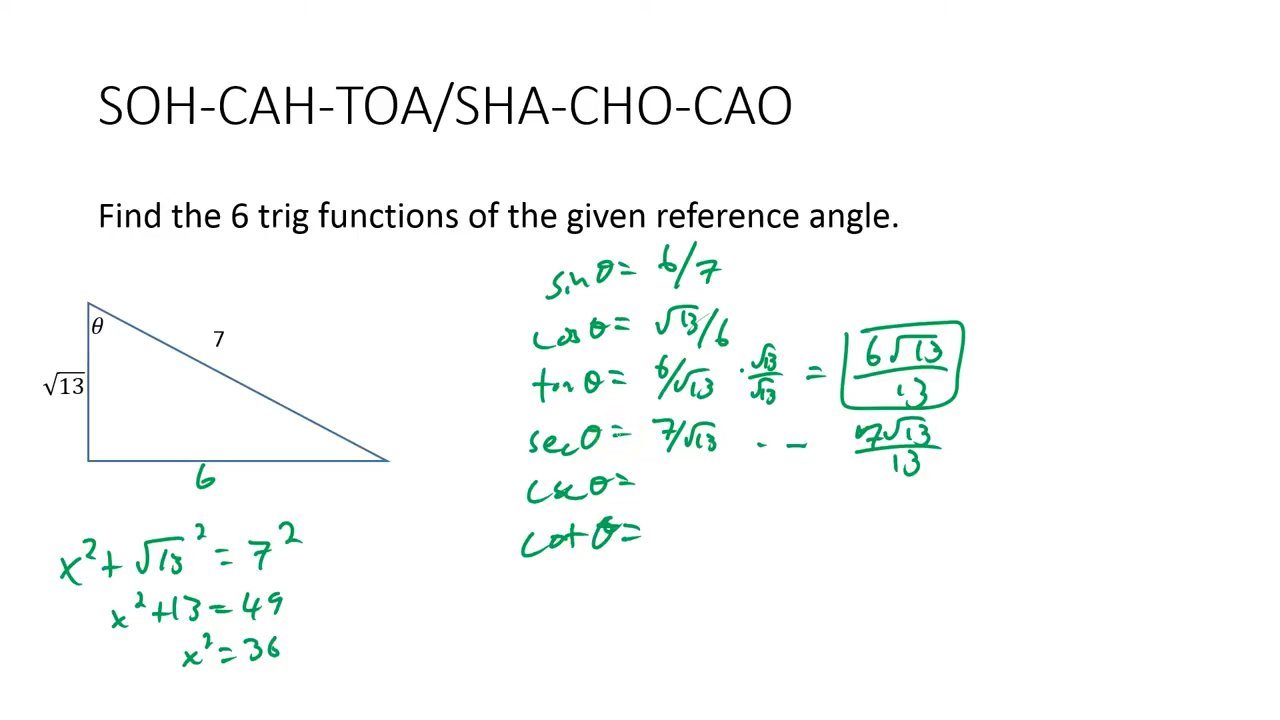 SOH-CAH-TOA/SHA-CHO-CAO
Find the 6 trig functions of the given reference angle.
θ
7
√13
6
x² + √13² = 7²
x² + 13 = 49
x² = 36
sin θ = 6/7
cos θ = √13/6
tan θ = 6/√13 · √13/√13 = 6√13/13
sec θ = 7/√13 . - - 7√13/13
csc θ =
cot θ =